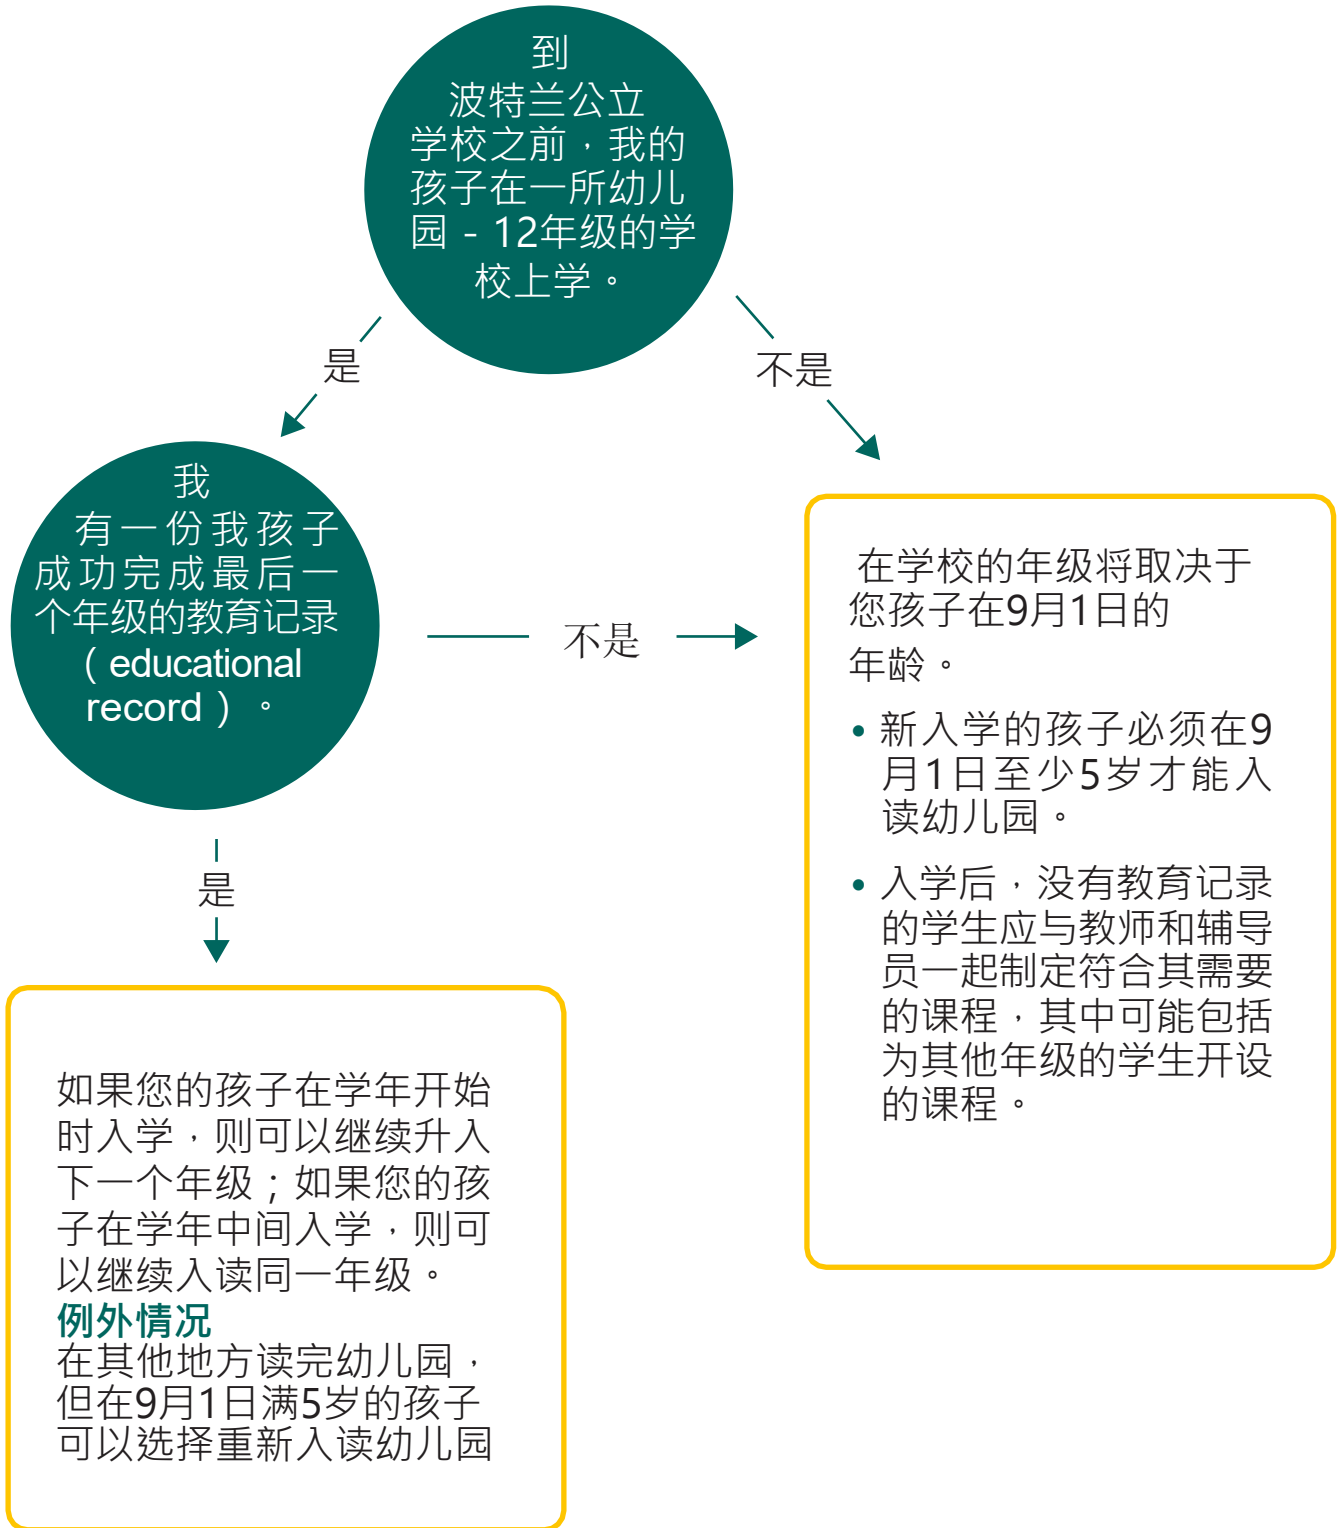 到
波特兰公立
学校之前，我的
孩子在一所幼儿
园 - 12年级的学
校上学。
是
不是
我
有一份我孩子
成功完成最后一
个年级的教育记录
（educational
record）。
不是
是
在学校的年级将取决于
您孩子在9月1日的
年龄。
• 新入学的孩子必须在9
月1日至少5岁才能入
读幼儿园。
• 入学后，没有教育记录
的学生应与教师和辅导
员一起制定符合其需要
的课程，其中可能包括
为其他年级的学生开设
的课程。
如果您的孩子在学年开始
时入学，则可以继续升入
下一个年级；如果您的孩
子在学年中间入学，则可
以继续入读同一年级。
例外情况
在其他地方读完幼儿园，
但在9月1日满5岁的孩子
可以选择重新入读幼儿园